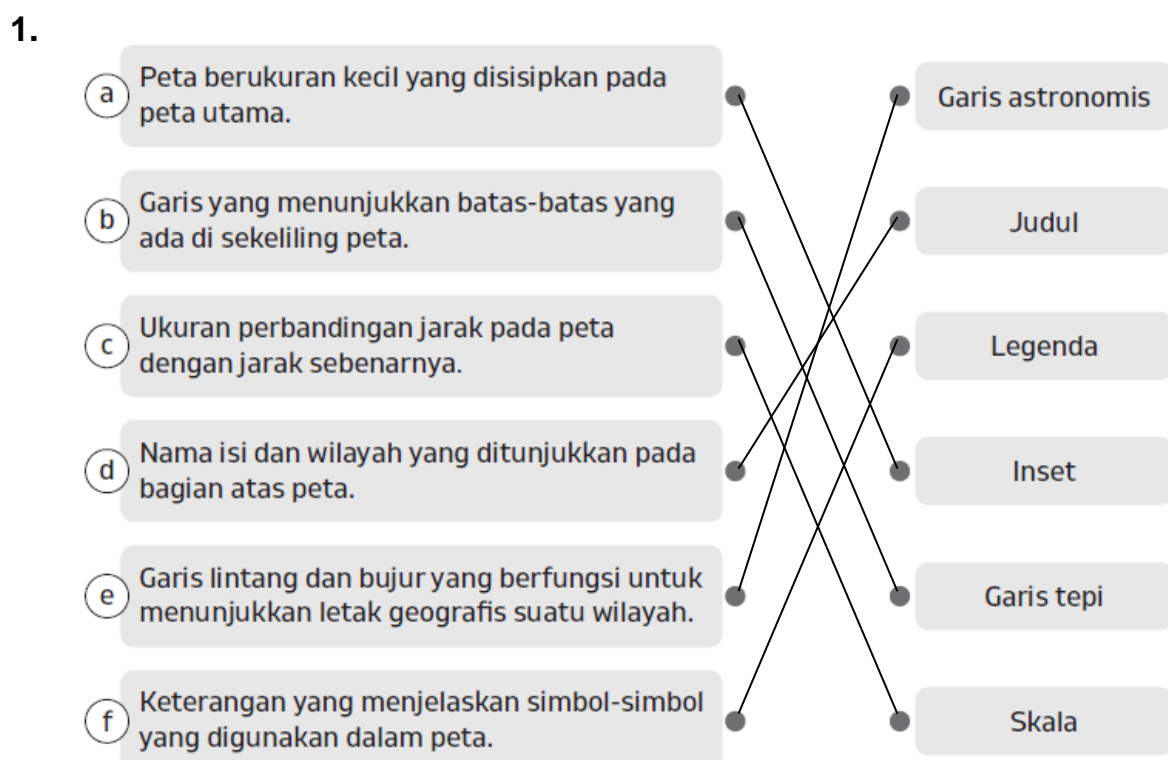 1.
a
Peta berukuran kecil yang disisipkan pada
peta utama.
Garis astronomis
b
Garis yang menunjukkan batas-batas yang
ada di sekeliling peta.
Judul
c
Ukuran perbandingan jarak pada peta
dengan jarak sebenarnya.
Legenda
d
Nama isi dan wilayah yang ditunjukkan pada
bagian atas peta.
Inset
e
Garis lintang dan bujur yang berfungsi untuk
menunjukkan letak geografis suatu wilayah.
Garis tepi
f
Keterangan yang menjelaskan simbol-simbol
yang digunakan dalam peta.
Skala